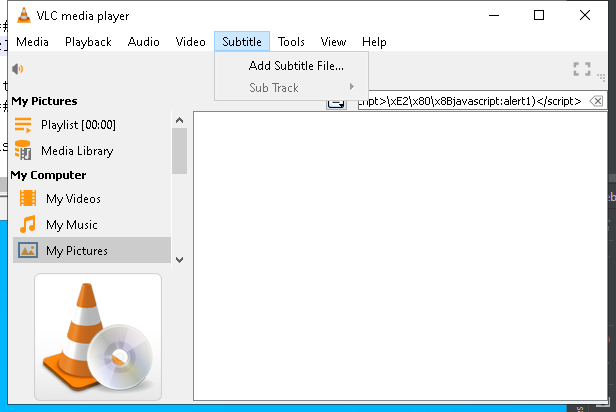 VLC media player
Media Playback Audio Video Subtitle Tools View Help
Add Subtitle File...
Sub Track
My Pictures
ript>\xE2\x80\x8Bjavascript:alert1)</script>
Playlist [00:00]
Media Library
My Computer
My Videos
My Music
My Pictures